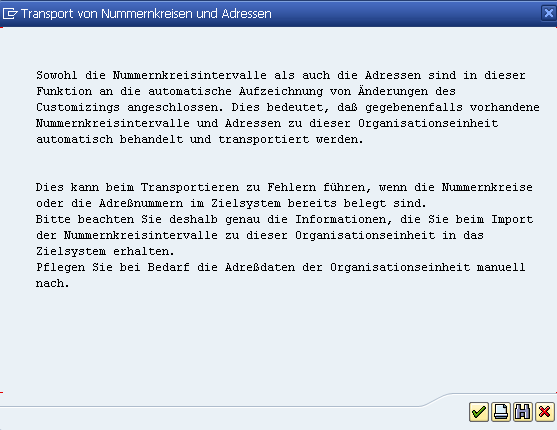 Transport von Nummernkreisen und Adressen
Sowohl die Nummernkreisintervalle als auch die Adressen sind in dieser
Funktion an die automatische Aufzeichnung von Änderungen des
Customizings angeschlossen. Dies bedeutet, daß gegebenenfalls vorhandene
Nummernkreisintervalle und Adressen zu dieser Organisationseinheit
automatisch behandelt und transportiert werden.
Dies kann beim Transportieren zu Fehlern führen, wenn die Nummernkreise
oder die Adreßnummern im Zielsystem bereits belegt sind.
Bitte beachten Sie deshalb genau die Informationen, die Sie beim Import
der Nummernkreisintervalle zu dieser Organisationseinheit in das
Zielsystem erhalten.
Pflegen Sie bei Bedarf die Adreßdaten der Organisationseinheit manuell
nach.